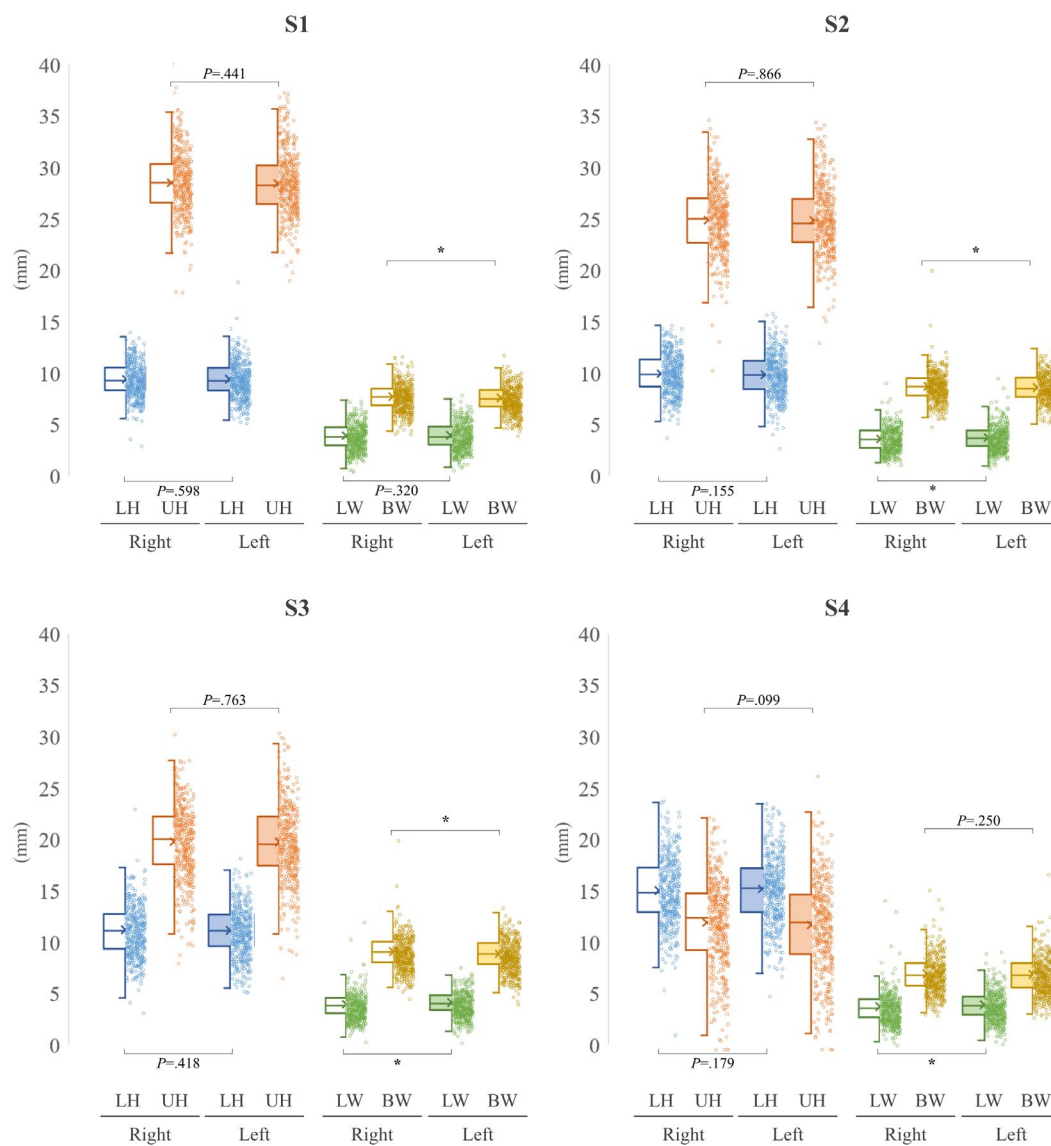 S1
40
35
30
25
20
15
10
5
0
(mm)
P=.441
*
P=.598
P=.320
LH UH LH UH LW BW LW BW
Right Left Right Left
S2
40
35
30
25
20
15
10
5
0
(mm)
P=.866
*
P=.155
*
LH UH LH UH LW BW LW BW
Right Left Right Left
S3
40
35
30
25
20
15
10
5
0
(mm)
P=.763
*
P=.418
*
LH UH LH UH LW BW LW BW
Right Left Right Left
S4
40
35
30
25
20
15
10
5
0
(mm)
P=.099
P=.250
P=.179
*
LH UH LH UH LW BW LW BW
Right Left Right Left